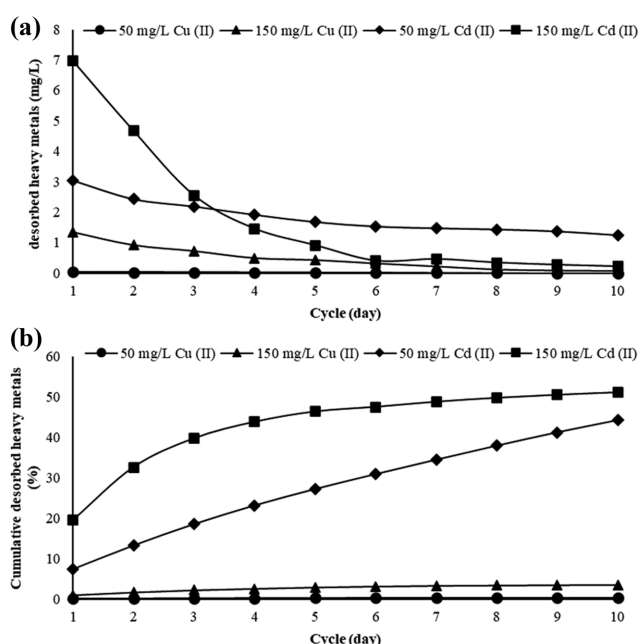 (a)
50 mg/L Cu (II) 150 mg/L Cu (II) 50 mg/L Cd (II) 150 mg/L Cd (II)
desorbed heavy metals (mg/L)
8
7
6
5
4
3
2
1
0
1 2 3 4 5 6 7 8 9 10
Cycle (day)
(b)
50 mg/L Cu (II) 150 mg/L Cu (II) 50 mg/L Cd (II) 150 mg/L Cd (II)
Cumulative desorbed heavy metals
(%)
60
50
40
30
20
10
0
1 2 3 4 5 6 7 8 9 10
Cycle (day)